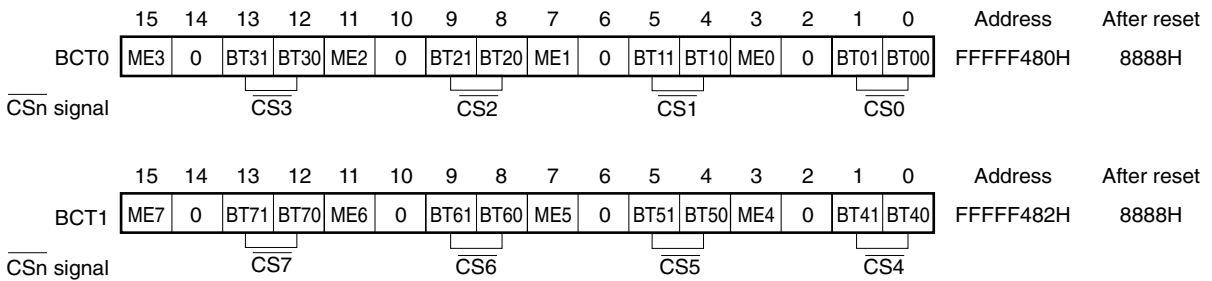 15 14 13 12 11 10 9 8 7 6 5 4 3 2 1 0 Address After reset
BCT0 ME3 0 BT31 BT30 ME2 0 BT21 BT20 ME1 0 BT11 BT10 ME0 0 BT01 BT00 FFFFF480H 8888H
CSn signal CS3 CS2 CS1 CS0
15 14 13 12 11 10 9 8 7 6 5 4 3 2 1 0 Address After reset
BCT1 ME7 0 BT71 BT70 ME6 0 BT61 BT60 ME5 0 BT51 BT50 ME4 0 BT41 BT40 FFFFF482H 8888H
CSn signal CS7 CS6 CS5 CS4